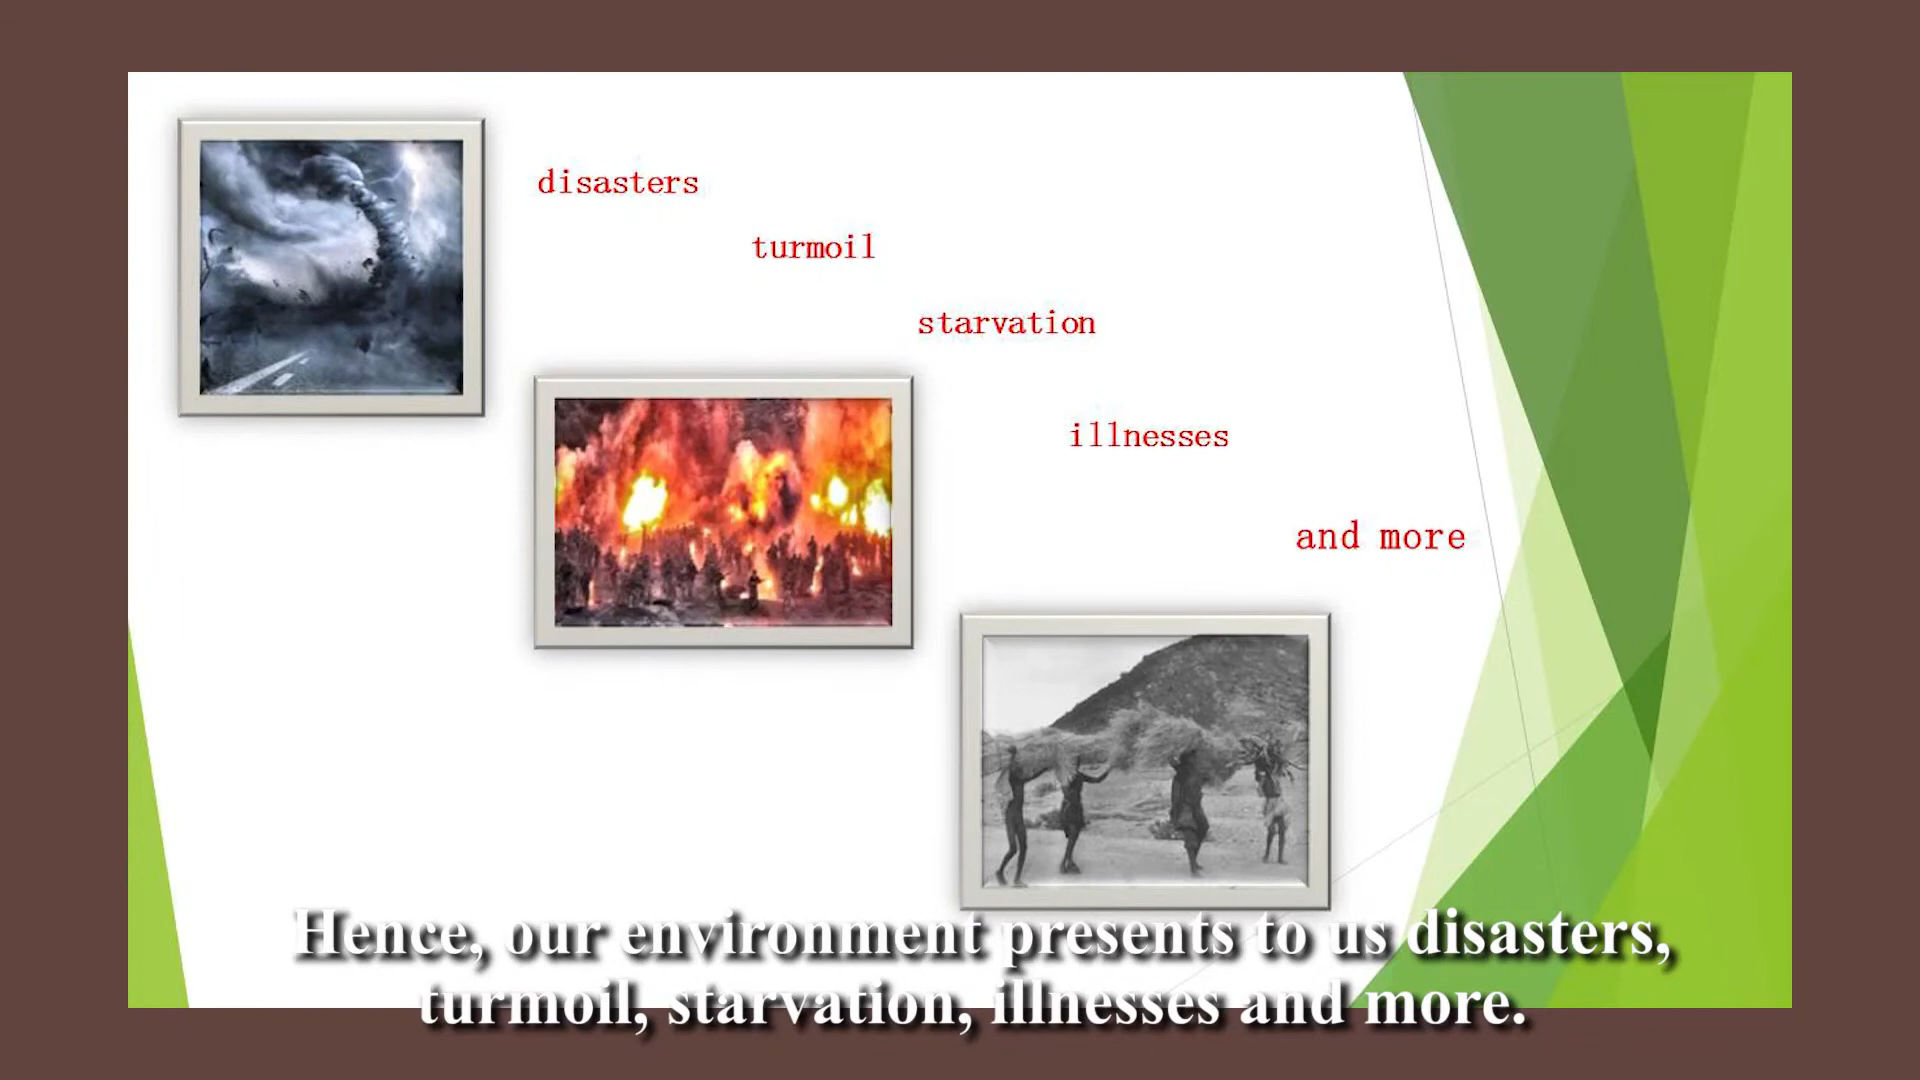 disasters
turmoil
starvation
illnesses
and more
Hence, our environment presents to us disasters,
turmoil, starvation, illnesses and more.